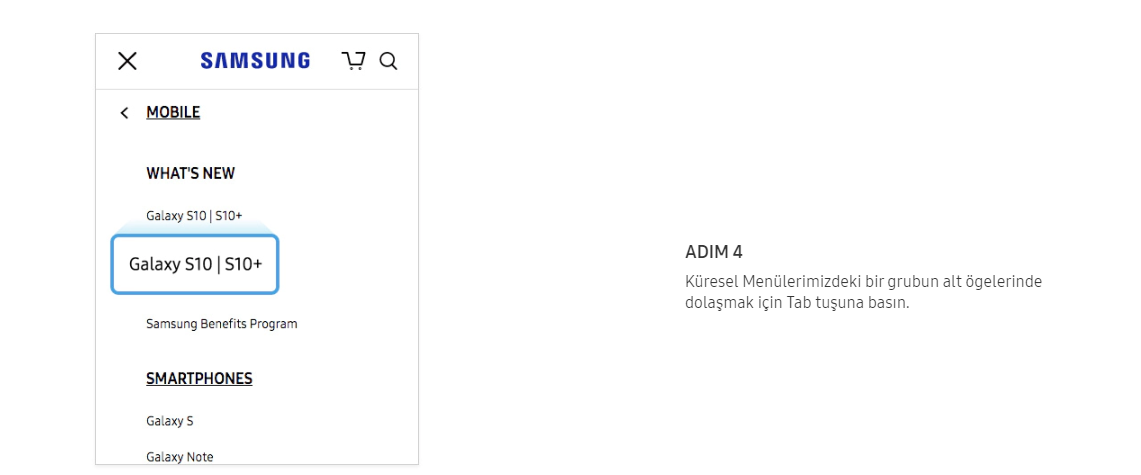 SAMSUNG
MOBILE
WHAT'S NEW
Galaxy S10 | S10+
Galaxy S10 | S10+
Samsung Benefits Program
SMARTPHONES
Galaxy S
Galaxy Note
ADIM 4
Küresel Menülerimizdeki bir grubun alt ögelerinde
dolaşmak için Tab tuşuna basın.